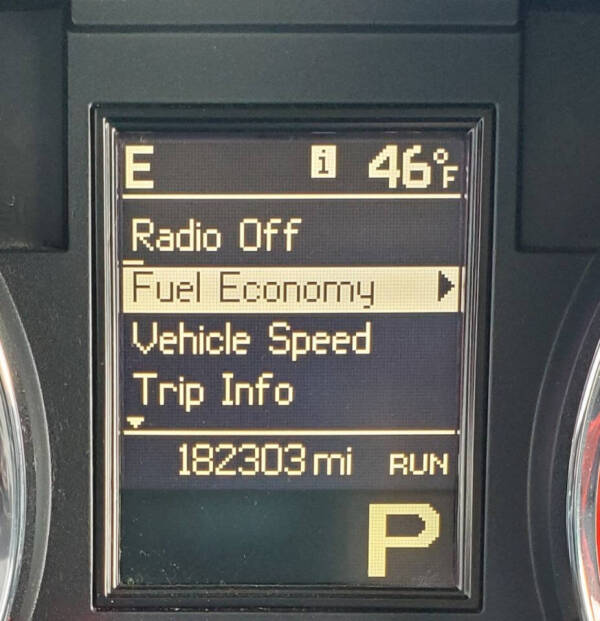 E i 46°F
Radio Off
Fuel Economy
Vehicle Speed
Trip Info
182303 mi RUN
P